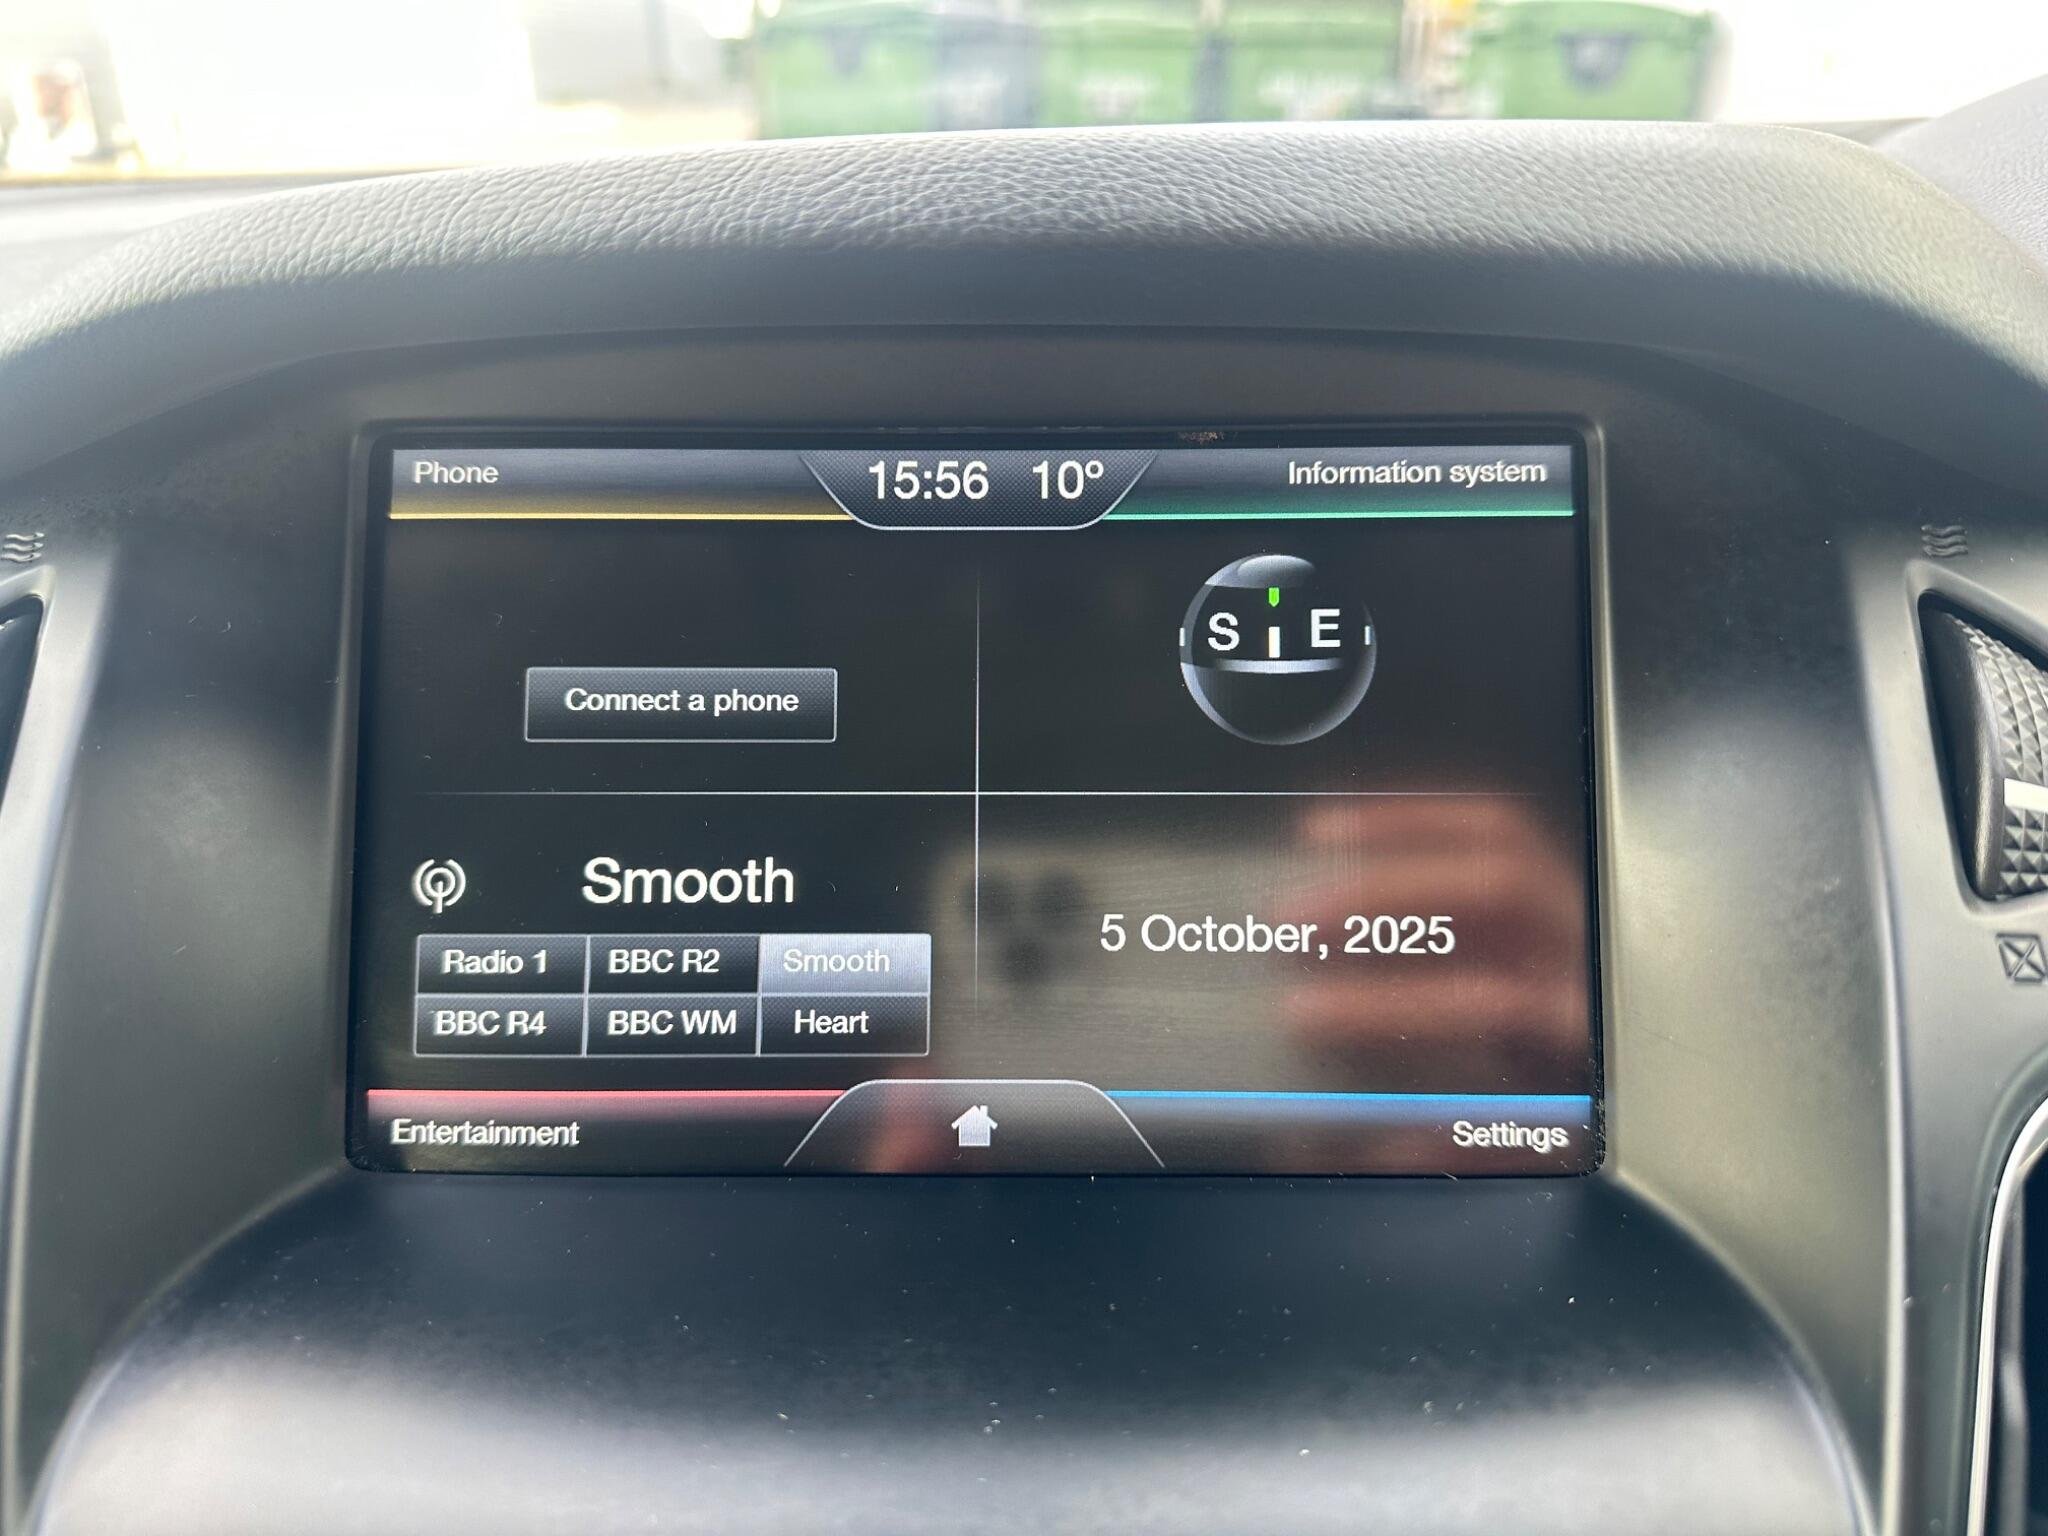 Phone
15:56 10º
Information system
S E
Connect a phone
Smooth
Radio 1 BBC R2 Smooth
BBC R4 BBC WM Heart
5 October, 2025
Entertainment
Settings